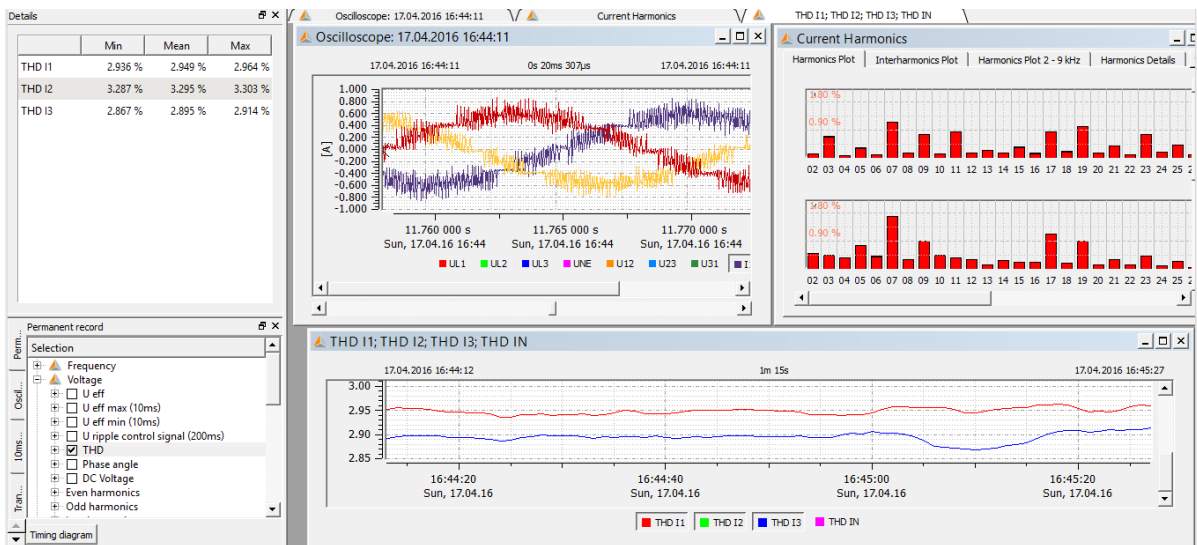 Details
Min Mean Max
THD I1 2.936 % 2.949 % 2.964 %
THD I2 3.287 % 3.295 % 3.303 %
THD I3 2.867 % 2.895 % 2.914 %
Permanent record
Selection
Frequency
Voltage
U eff
U eff max (10ms)
U eff min (10ms)
U ripple control signal (200ms)
THD
Phase angle
DC Voltage
Even harmonics
Odd harmonics
Perm...
Oscil...
10ms...
Tran...
Timing diagram
Oscilloscope: 17.04.2016 16:44:11 Current Harmonics THD I1; THD I2; THD I3; THD IN
Oscilloscope: 17.04.2016 16:44:11
17.04.2016 16:44:11 0s 20ms 307µs 17.04.2016 16:44:11
1.000
0.800
0.600
0.400
0.200
0.000
-0.200
-0.400
-0.600
-0.800
-1.000
[A]
11.760 000 s 11.765 000 s 11.770 000 s
Sun, 17.04.16 16:44 Sun, 17.04.16 16:44 Sun, 17.04.16 16:44
UL1 UL2 UL3 UNE U12 U23 U31
Current Harmonics
Harmonics Plot Interharmonics Plot Harmonics Plot 2 - 9 kHz Harmonics Details
1.80 %
0.90 %
02 03 04 05 06 07 08 09 10 11 12 13 14 15 16 17 18 19 20 21 22 23 24 25
1.80 %
0.90 %
02 03 04 05 06 07 08 09 10 11 12 13 14 15 16 17 18 19 20 21 22 23 24 25
THD I1; THD I2; THD I3; THD IN
17.04.2016 16:44:12 1m 15s 17.04.2016 16:45:27
3.00
2.95
2.90
2.85
16:44:20 16:44:40 16:45:00 16:45:20
Sun, 17.04.16 Sun, 17.04.16 Sun, 17.04.16 Sun, 17.04.16
THD I1 THD I2 THD I3 THD IN